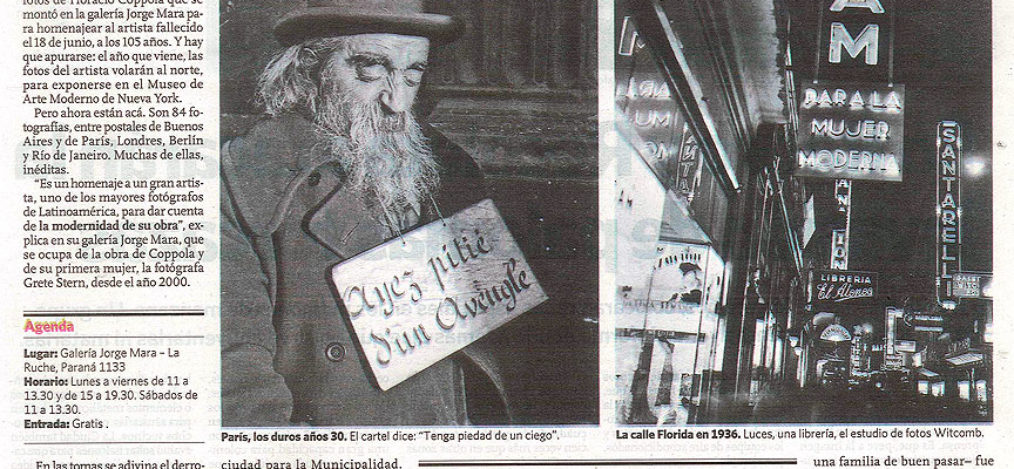 fotos de Horacio Coppola que se
montó en la galería Jorge Mara pa-
ra homenajear al artista fallecido
el 18 de junio, a los 105 años. Y hay
que apurarse: el año que viene, las
fotos del artista volarán al norte,
para exponerse en el Museo de
Arte Moderno de Nueva York.
Pero ahora están acá. Son 84 fo-
tografías, entre postales de Buenos
Aires y de París, Londres, Berlín
y Río de Janeiro. Muchas de ellas,
inéditas.
"Es un homenaje a un gran artis-
ta, uno de los mayores fotógrafos
de Latinoamérica, para dar cuenta
de la modernidad de su obra", ex-
plica en su galería Jorge Mara, que
se ocupa de la obra de Coppola y
de su primera mujer, la fotógrafa
Grete Stern, desde el año 2000.
Agenda
Lugar: Galería Jorge Mara - La
Ruche, Paraná 1133
Horario: Lunes a viernes de 11 a
13.30 y de 15 a 19.30. Sábados de
11 a 13.30.
Entrada: Gratis .
En las tomas se adivina el derro-
Ayez pitié
d'un Aveugle
París, los duros años 30. El cartel dice: "Tenga piedad de un ciego".
ciudad para la Municipalidad.
AM
PARA LA
MUJER
MODERNA
SANTARELLI
LIBRERIA
El Ateneo
La calle Florida en 1936. Luces, una librería, el estudio de fotos Witcomb.
una familia de buen pasar– fue